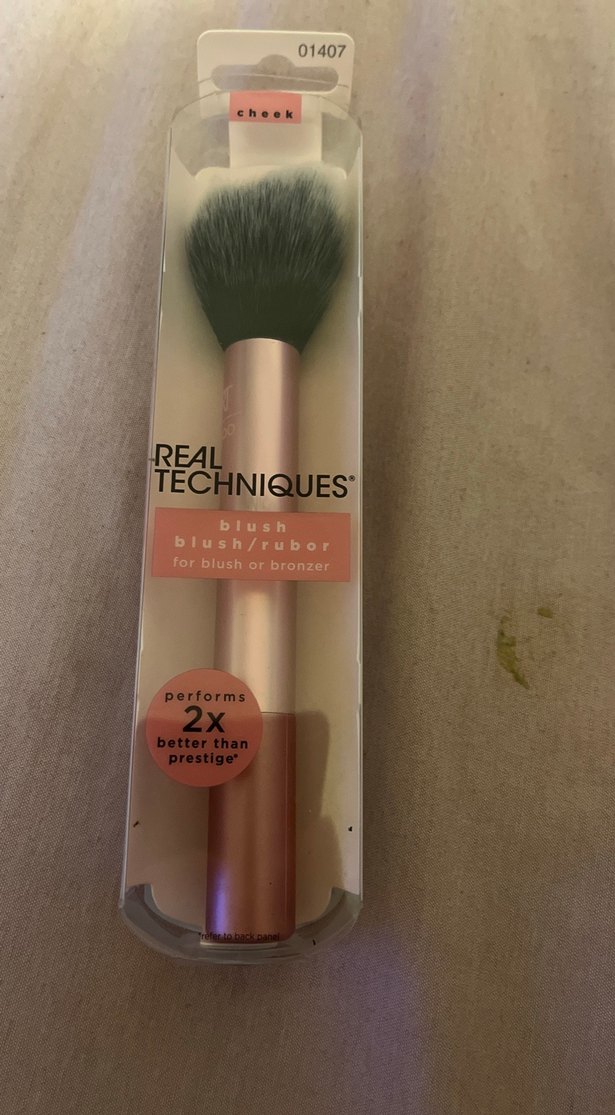 01407
cheek
REAL
TECHNIQUES®
blush
blush/rubor
for blush or bronzer
performs
2x
better than
prestige*
*refer to back panel